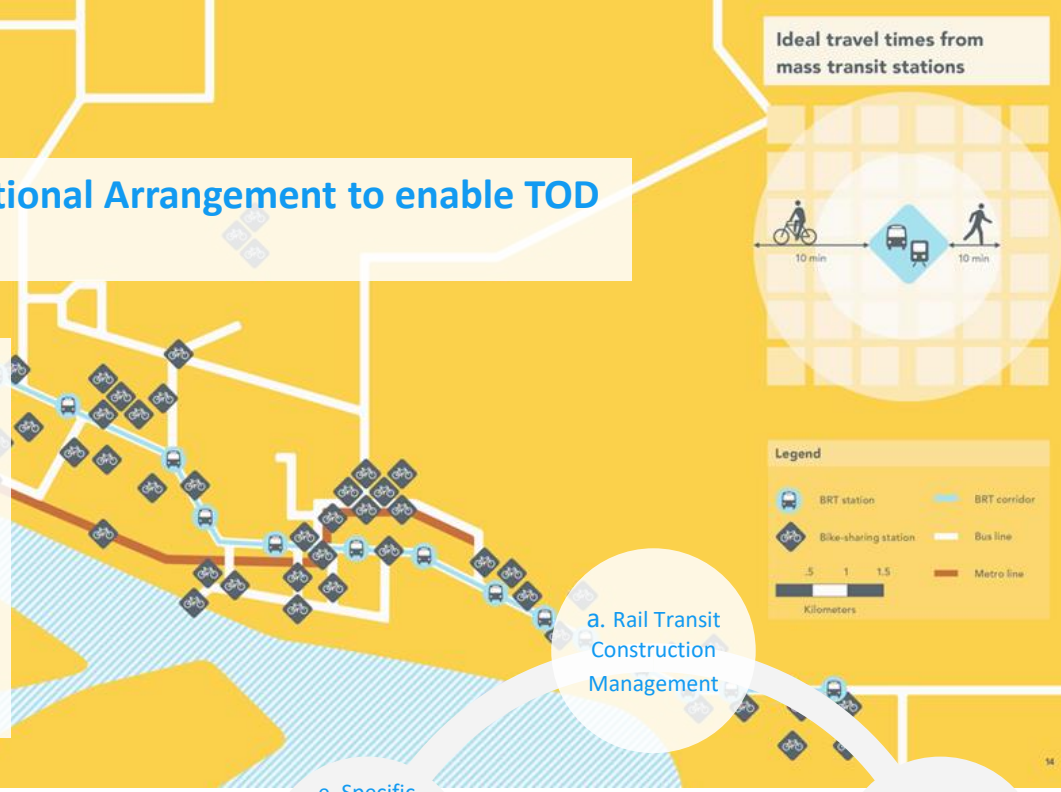 Ideal travel times from
mass transit stations
tional Arrangement to enable TOD
10 min
10 min
Legend
BRT station
BRT corridor
Bike-sharing station
Bus line
.5 1 1.5
Metro line
Kilometers
a. Rail Transit
Construction
Management
14
e. Specific